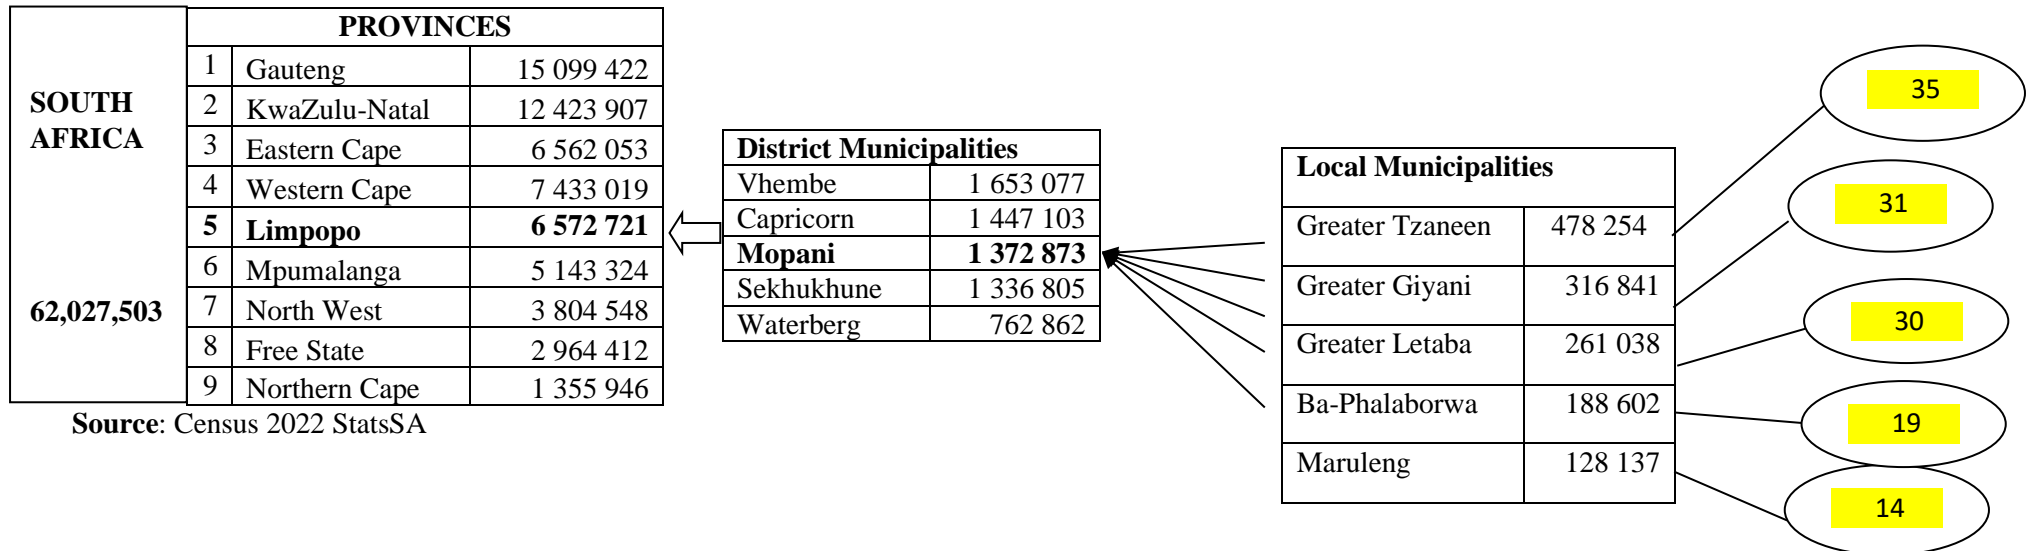 SOUTH
AFRICA
62,027,503
PROVINCES
1 Gauteng 15 099 422
2 KwaZulu-Natal 12 423 907
3 Eastern Cape 6 562 053
4 Western Cape 7 433 019
5 Limpopo 6 572 721
6 Mpumalanga 5 143 324
7 North West 3 804 548
8 Free State 2 964 412
9 Northern Cape 1 355 946
Source: Census 2022 StatsSA
District Municipalities
Vhembe 1 653 077
Capricorn 1 447 103
Mopani 1 372 873
Sekhukhune 1 336 805
Waterberg 762 862
Local Municipalities
Greater Tzaneen 478 254
Greater Giyani 316 841
Greater Letaba 261 038
Ba-Phalaborwa 188 602
Maruleng 128 137
35
31
30
19
14